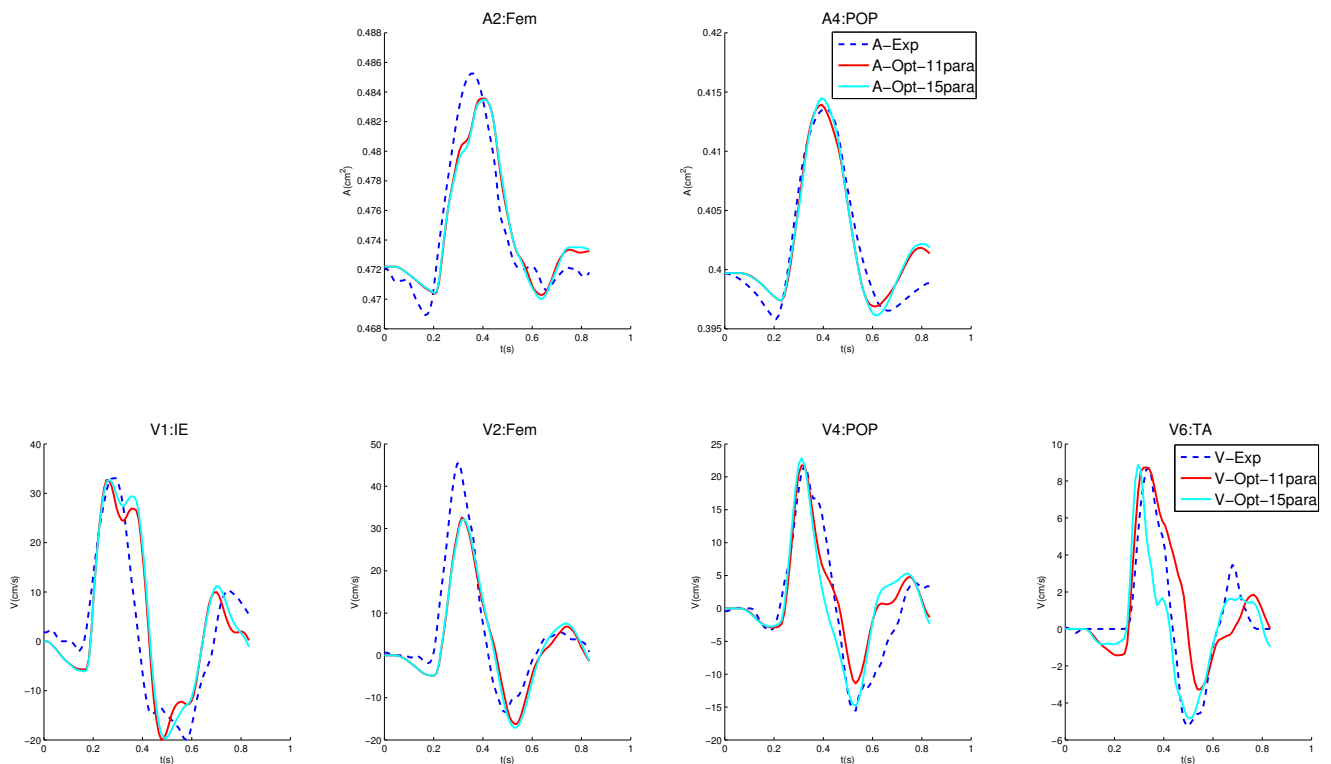 A2:Fem
0.488
0.486
0.484
0.482
0.48
0.478
0.476
0.474
0.472
0.47
0.468
A(cm²)
0 0.2 0.4 0.6 0.8 1
t(s)
A4:POP
0.42
0.415
0.41
0.405
0.4
0.395
A(cm²)
0 0.2 0.4 0.6 0.8 1
t(s)
A−Exp
A−Opt−11para
A−Opt−15para
V1:IE
40
30
20
10
0
−10
−20
V(cm/s)
0 0.2 0.4 0.6 0.8 1
t(s)
V2:Fem
50
40
30
20
10
0
−10
−20
V(cm/s)
0 0.2 0.4 0.6 0.8 1
t(s)
V4:POP
25
20
15
10
5
0
−5
−10
−15
−20
V(cm/s)
0 0.2 0.4 0.6 0.8 1
t(s)
V6:TA
10
8
6
4
2
0
−2
−4
−6
V(cm/s)
0 0.2 0.4 0.6 0.8 1
t(s)
V−Exp
V−Opt−11para
V−Opt−15para